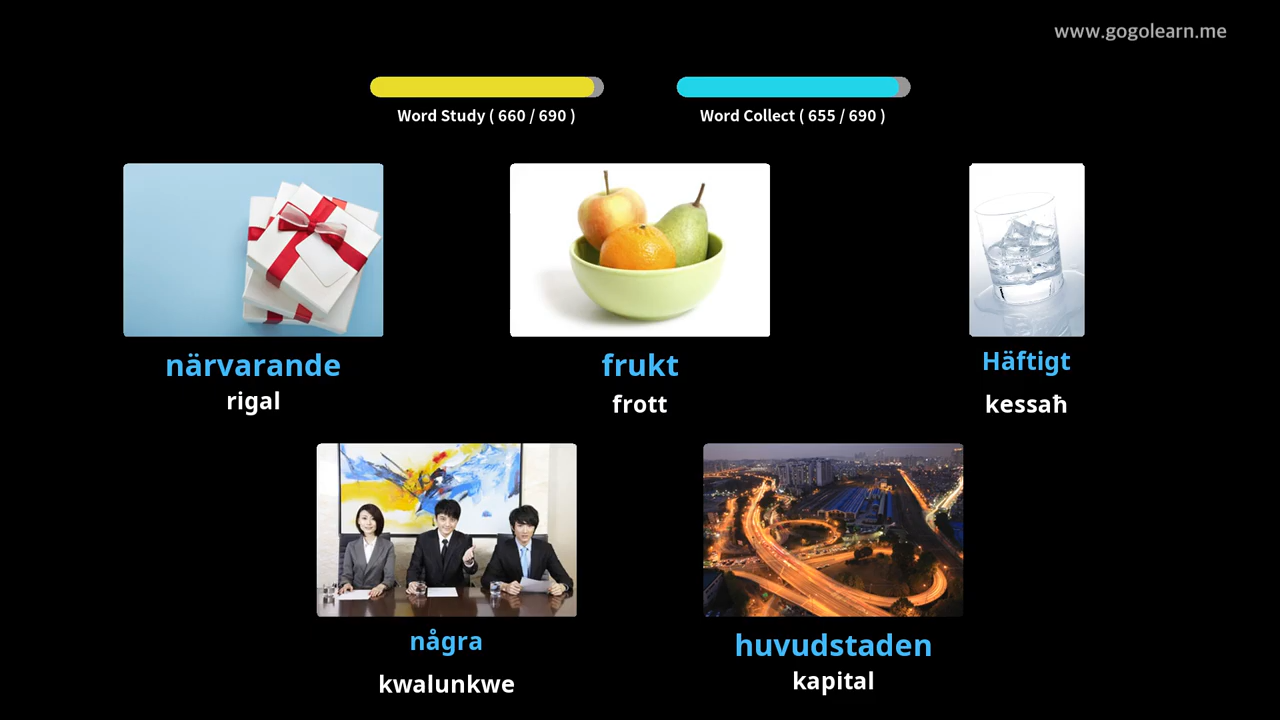 www.gogolearn.me
Word Study ( 660 / 690 )
Word Collect ( 655 / 690 )
närvarande
rigal
frukt
frott
Häftigt
kessaħ
några
kwalunkwe
huvudstaden
kapital